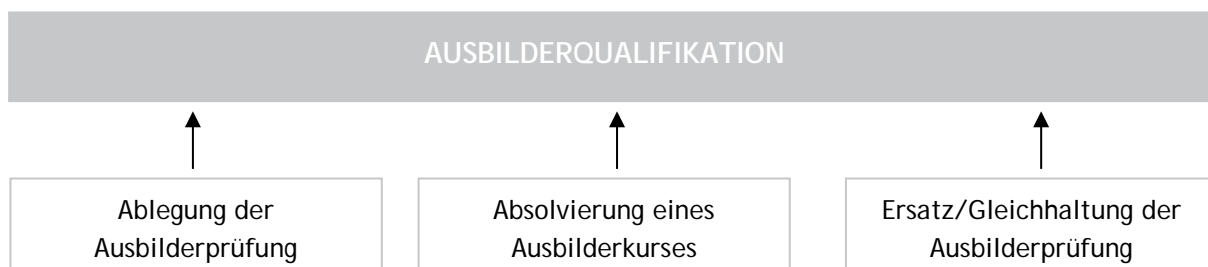 AUSBILDERQUALIFIKATION
Ablegung der
Ausbilderprüfung
Absolvierung eines
Ausbilderkurses
Ersatz/Gleichhaltung der
Ausbilderprüfung